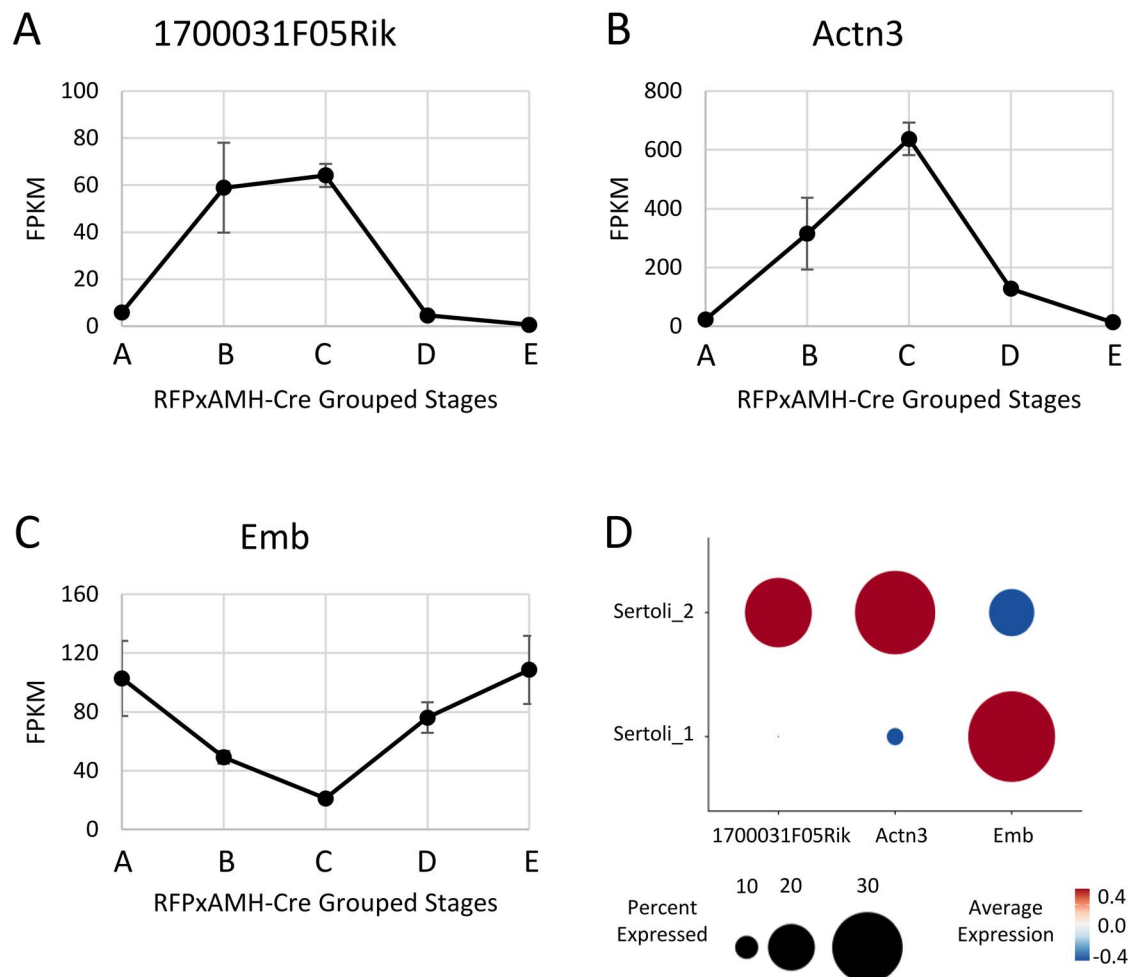 A
1700031F05Rik
100
80
60
40
20
0
FPKM
A B C D E
RFPxAMH-Cre Grouped Stages
B
Actn3
800
600
400
200
0
FPKM
A B C D E
RFPxAMH-Cre Grouped Stages
C
Emb
160
120
80
40
0
FPKM
A B C D E
RFPxAMH-Cre Grouped Stages
D
Sertoli_2
Sertoli_1
1700031F05Rik Actn3 Emb
10 20 30
Percent
Expressed
Average
Expression
0.4
0.0
-0.4